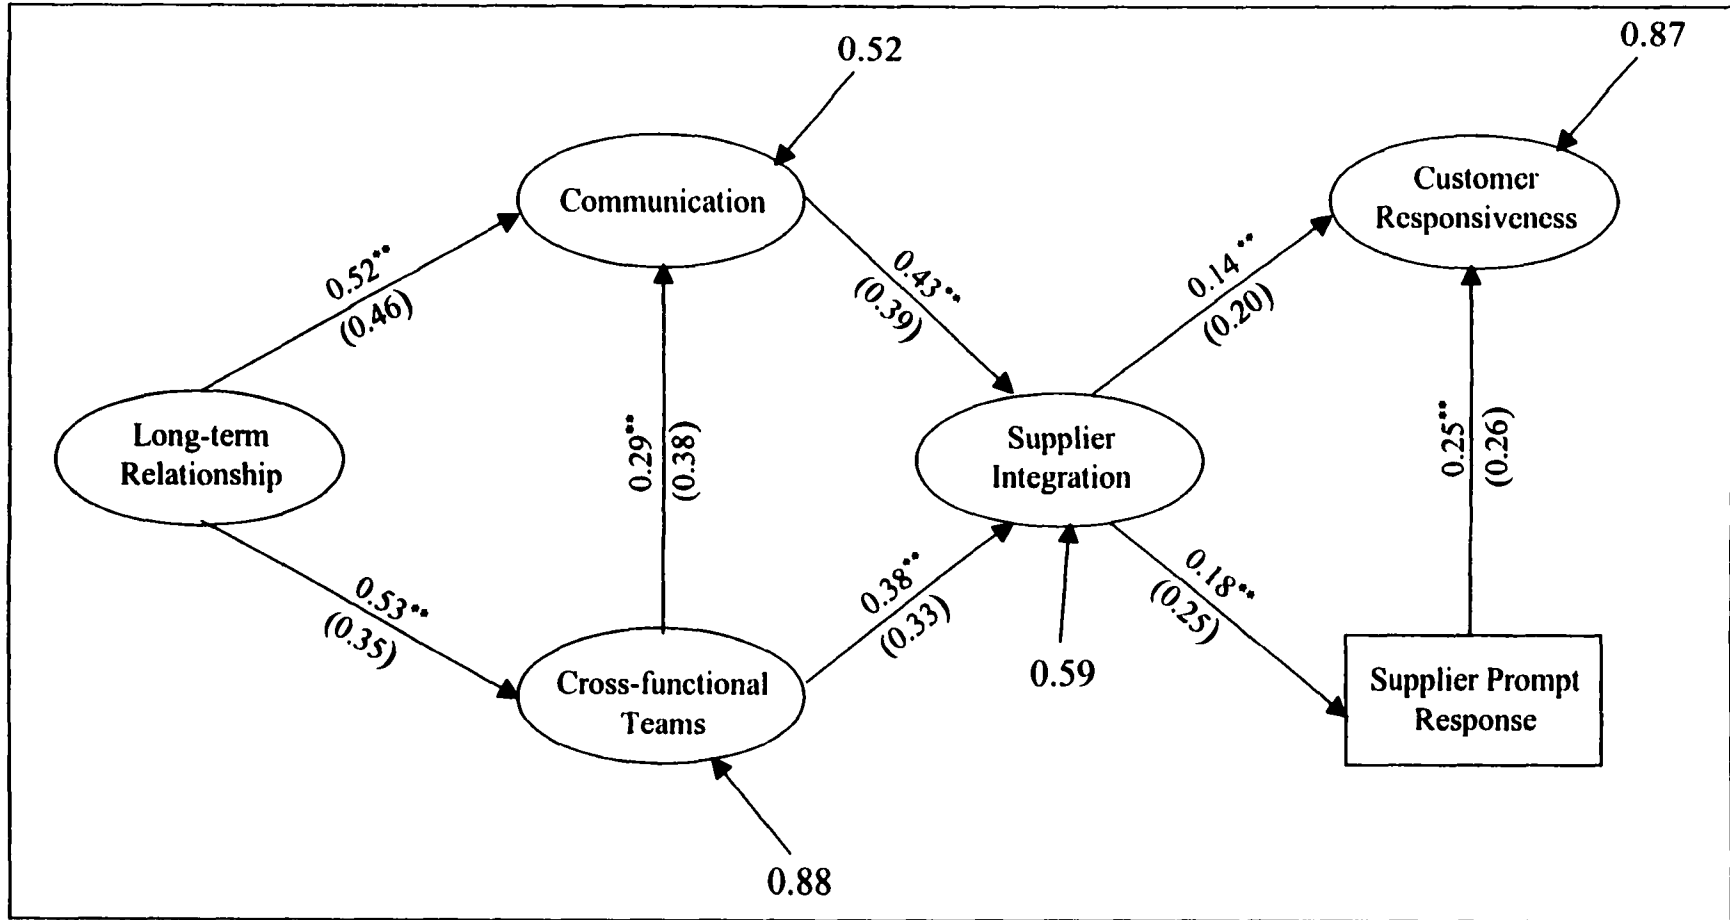 0.52
0.87
Communication
Customer
Responsiveness
0.52**
(0.46)
0.43**
(0.39)
0.14**
(0.20)
Long-term
Relationship
0.29**
(0.38)
Supplier
Integration
0.25**
(0.26)
0.53**
(0.35)
0.38**
(0.33)
0.18**
(0.25)
0.59
Cross-functional
Teams
Supplier Prompt
Response
0.88